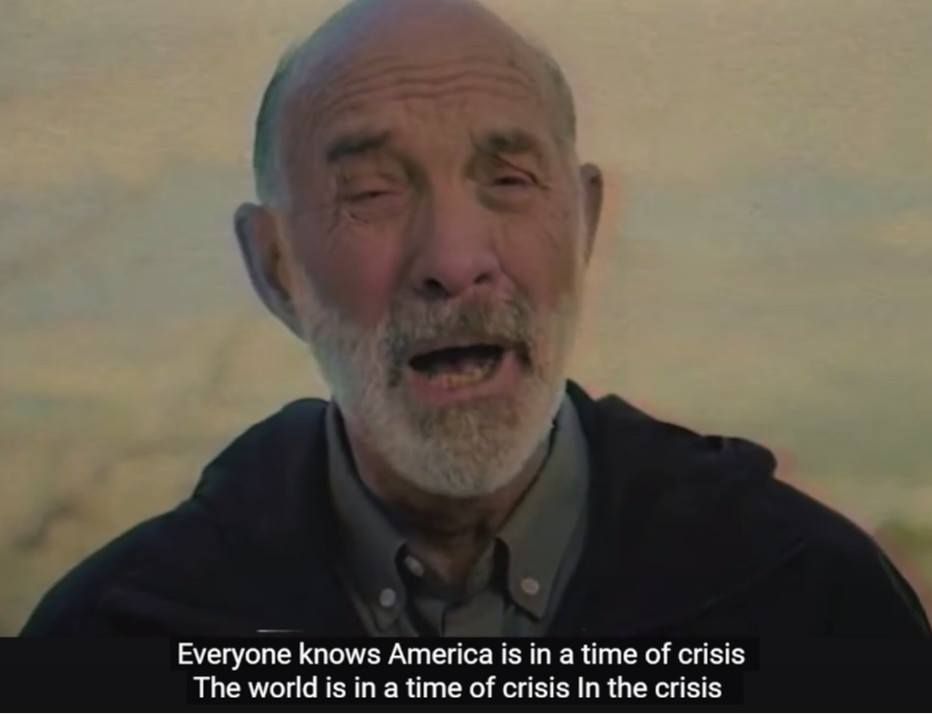 Everyone knows America is in a time of crisis
The world is in a time of crisis In the crisis